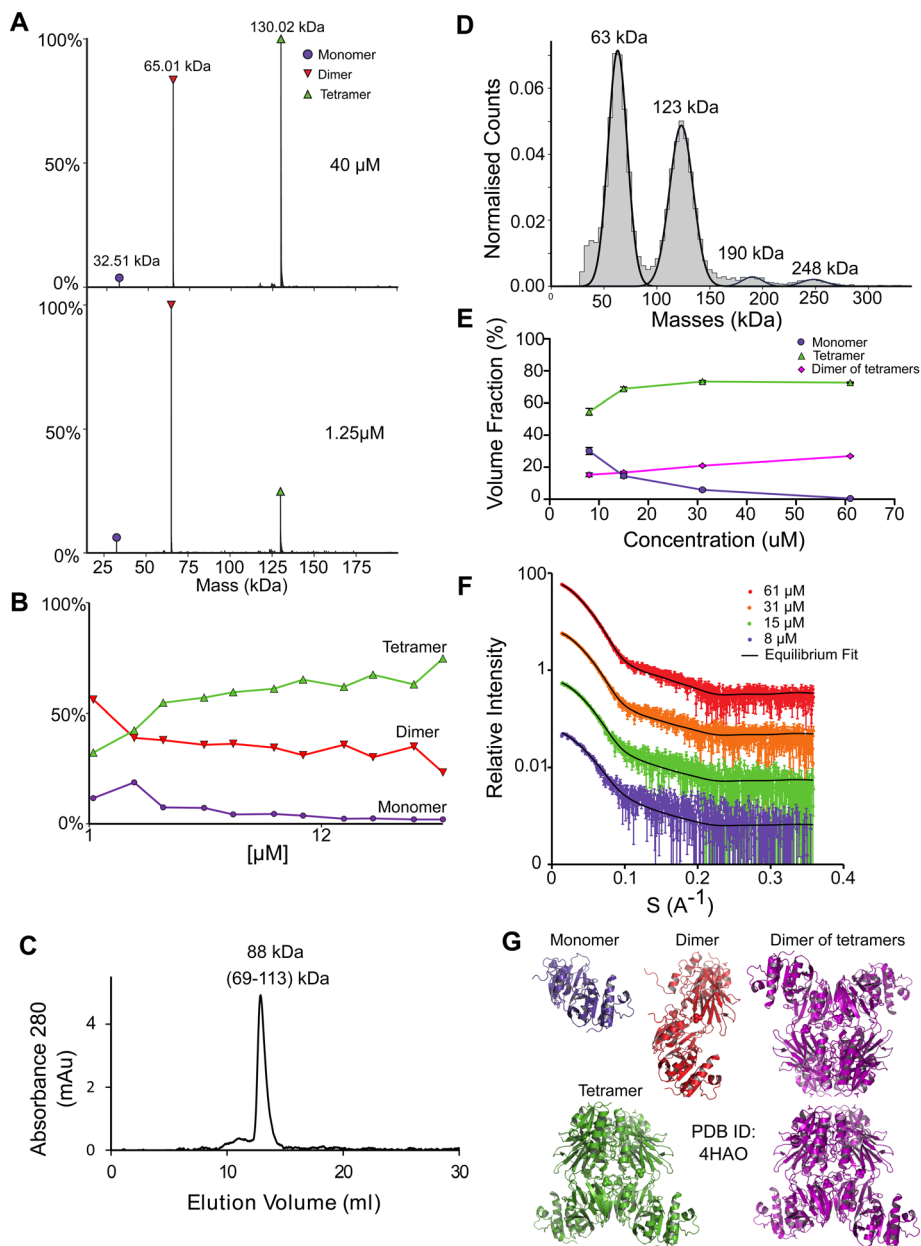 A
100%
130.02 kDa
65.01 kDa
Monomer
Dimer
Tetramer
50%
40 µM
32.51 kDa
0%
100%
50%
1.25µM
0%
25 50 75 100 125 150 175
Mass (kDa)
B
100%
Tetramer
50%
Dimer
Monomer
0%
1 12
[µM]
C
88 kDa
(69-113) kDa
Absorbance 280
(mAu)
4
2
0
0 10 20 30
Elution Volume (ml)
D
63 kDa
123 kDa
190 kDa
248 kDa
Normalised Counts
0.06
0.04
0.02
0
0 50 100 150 200 250 300
Masses (kDa)
E
Monomer
Tetramer
Dimer of tetramers
Volume Fraction (%)
100
80
60
40
20
0
0 10 20 30 40 50 60 70
Concentration (uM)
F
61 µM
31 µM
15 µM
8 µM
Equilibrium Fit
Relative Intensity
100
1
0.01
0
0 0.1 0.2 0.3 0.4
S (A-1)
G
Monomer
Dimer
Dimer of tetramers
Tetramer
PDB ID:
4HAO